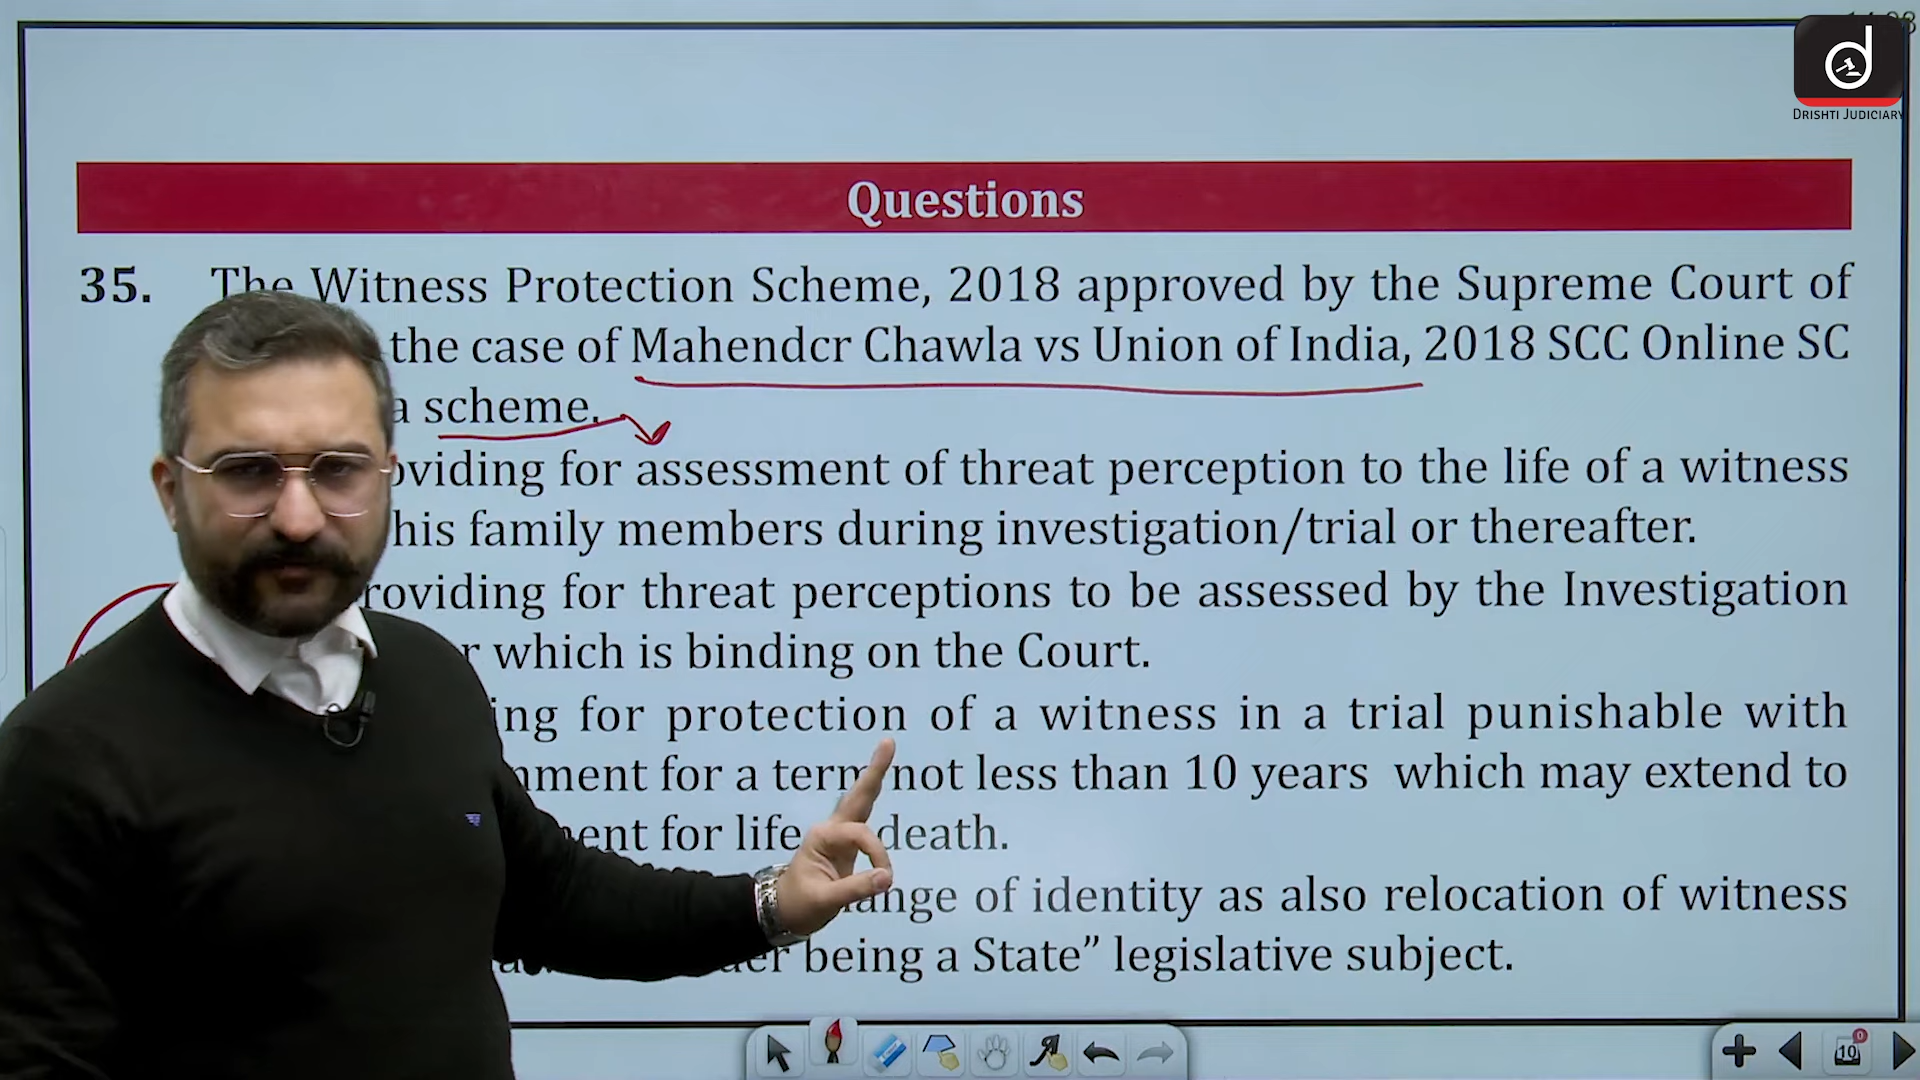 DRISHTI JUDICIARY
Questions
35. The Witness Protection Scheme, 2018 approved by the Supreme Court of
the case of Mahendcr Chawla vs Union of India, 2018 SCC Online SC
a scheme.
oviding for assessment of threat perception to the life of a witness
his family members during investigation/trial or thereafter.
roviding for threat perceptions to be assessed by the Investigation
r which is binding on the Court.
ing for protection of a witness in a trial punishable with
nment for a term not less than 10 years which may extend to
ent for life death.
ange of identity as also relocation of witness
er being a State” legislative subject.
10
0